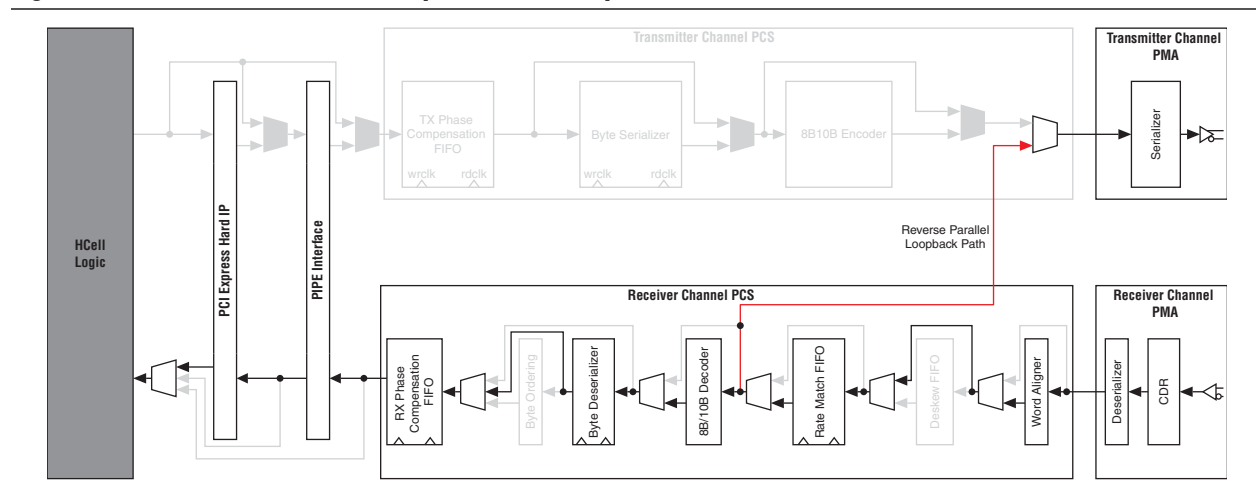 Transmitter Channel PCS
Transmitter Channel
PMA
TX Phase
Compensation
FIFO
wrclk
rdclk
Byte Serializer
wrclk
rdclk
8B10B Encoder
Serializer
HCell
Logic
PCI Express Hard IP
PIPE Interface
Reverse Parallel
Loopback Path
Receiver Channel PCS
Receiver Channel
PMA
RX Phase
Compensation
FIFO
Byte Ordering
Byte Deserializer
8B/10B Decoder
Rate Match FIFO
Deskew FIFO
Word Aligner
Deserializer
CDR